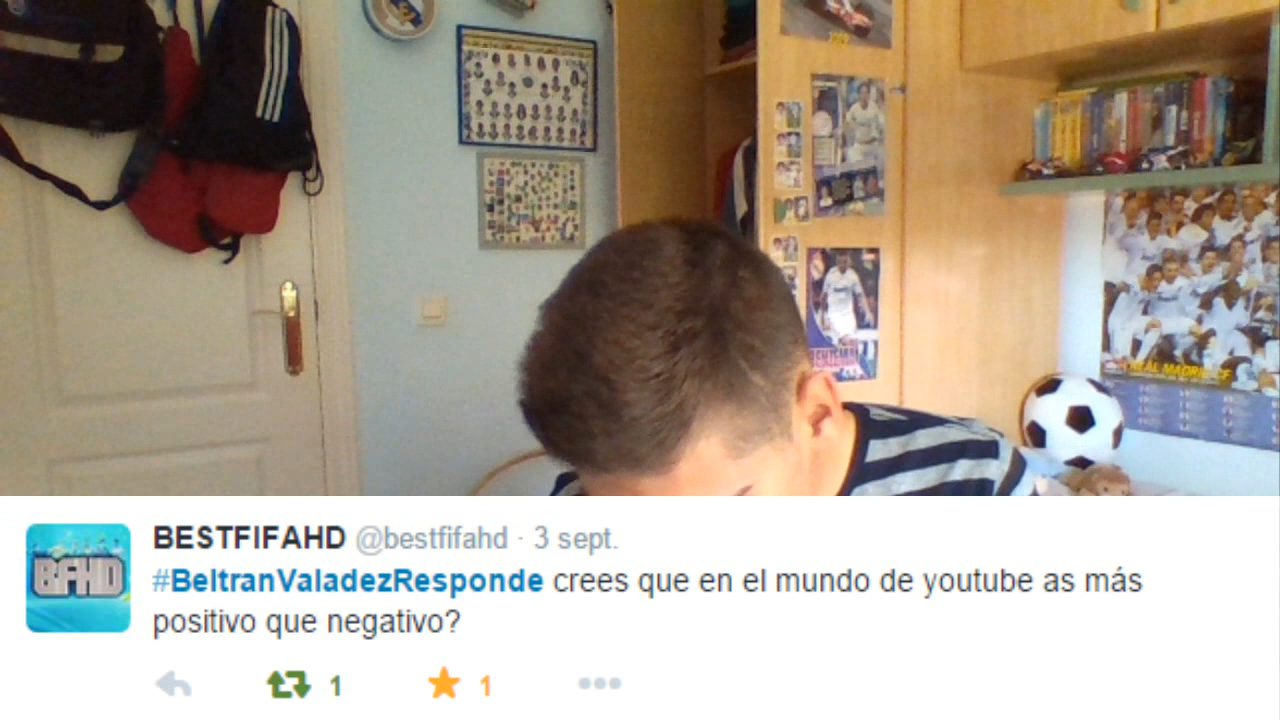 REAL MADRID CF
BFHD
BESTFIFAHD @bestfifahd · 3 sept.
#BeltranValadezResponde crees que en el mundo de youtube as más
positivo que negativo?
1 1